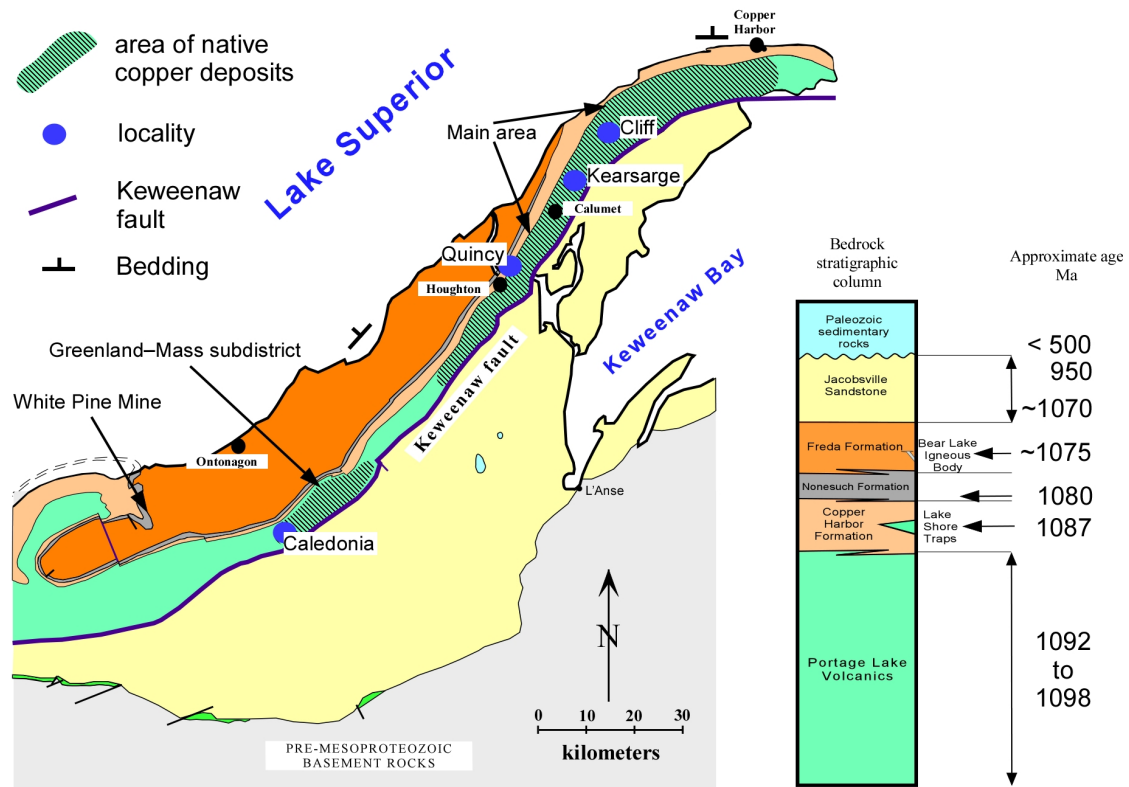 area of native
copper deposits
locality
Keweenaw
fault
Bedding
Lake Superior
Copper
Harbor
Main area
Cliff
Kearsarge
Calumet
Quincy
Houghton
Keweenaw Bay
Greenland–Mass subdistrict
Keweenaw fault
White Pine Mine
Ontonagon
L'Anse
Caledonia
N
0 10 20 30
kilometers
PRE-MESOPROTEOZOIC
BASEMENT ROCKS
Bedrock
stratigraphic
column
Approximate age
Ma
Paleozoic
sedimentary
rocks
< 500
950
Jacobsville
Sandstone
~1070
Freda Formation
Bear Lake
Igneous
Body
~1075
Nonesuch Formation
1080
Copper
Harbor
Formation
Lake
Shore
Traps
1087
Portage Lake
Volcanics
1092
to
1098